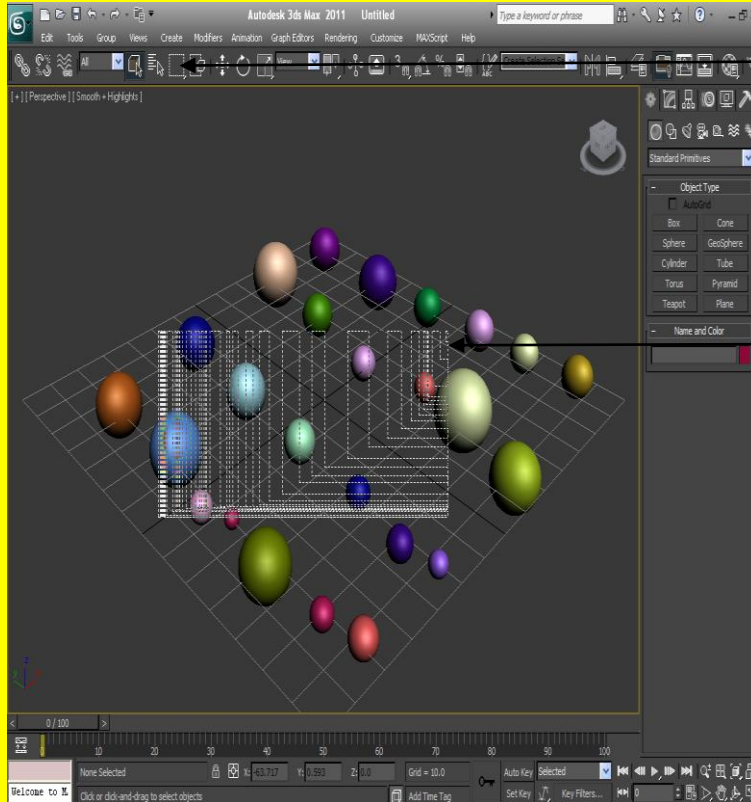 Autodesk 3ds Max 2011 Untitled
Type a keyword or phrase
Edit Tools Group Views Create Modifiers Animation Graph Editors Rendering Customize MAXScript Help
All
View
[ + ] [ Perspective ] [ Smooth + Highlights ]
Standard Primitives
- Object Type
AutoGrid
Box Cone
Sphere GeoSphere
Cylinder Tube
Torus Pyramid
Teapot Plane
- Name and Color
z
< 0 / 100 >
0 10 20 30 40 50 60 70 80 90 100
None Selected X: -63.717 Y: 0.593 Z: 0.0 Grid = 10.0 Auto Key Selected
Welcome to M. Click or click-and-drag to select objects Add Time Tag Set Key Key Filters... 0